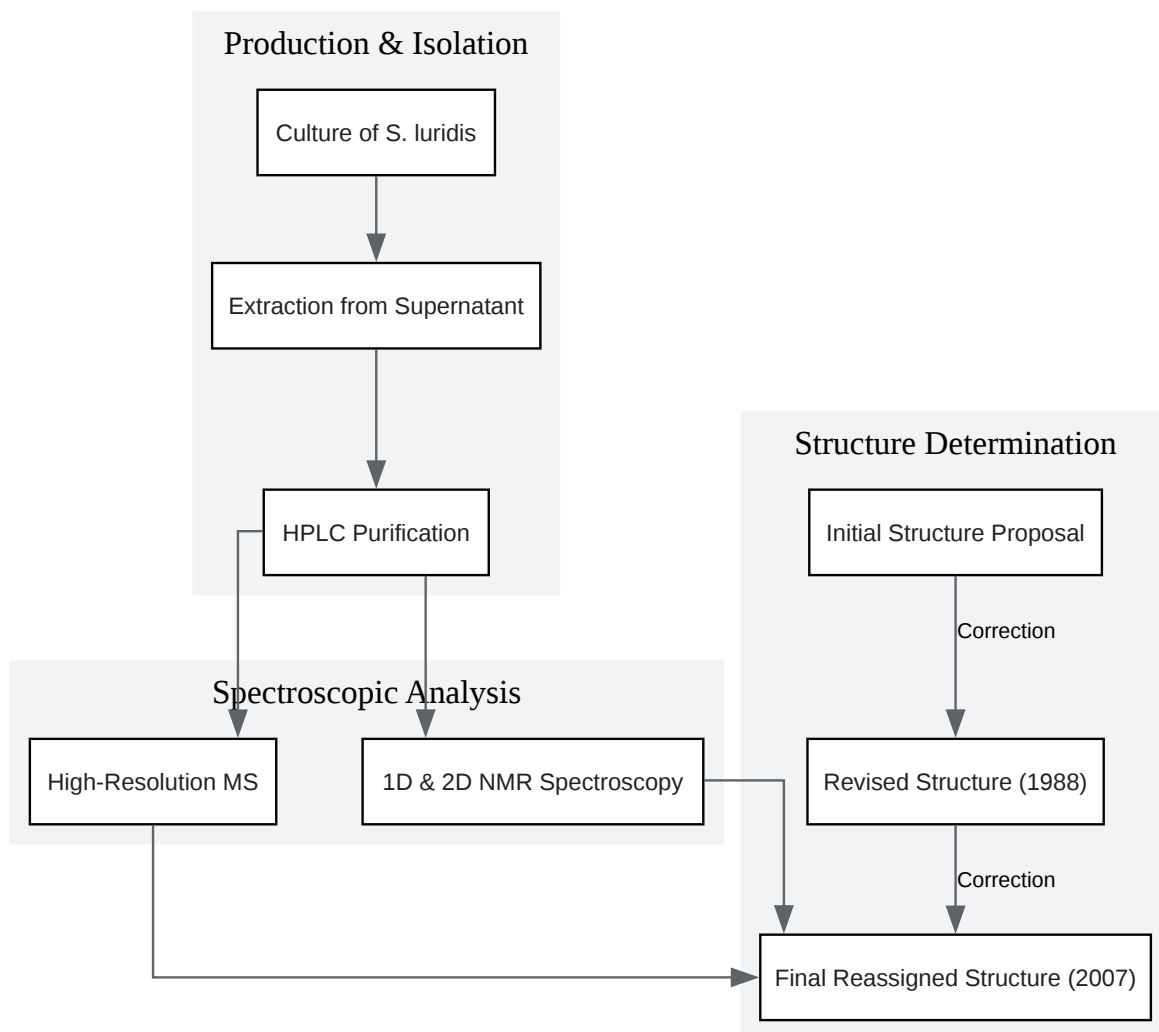 Production & Isolation
Culture of S. luridis
Extraction from Supernatant
HPLC Purification
Spectroscopic Analysis
High-Resolution MS
1D & 2D NMR Spectroscopy
Structure Determination
Initial Structure Proposal
Correction
Revised Structure (1988)
Correction
Final Reassigned Structure (2007)